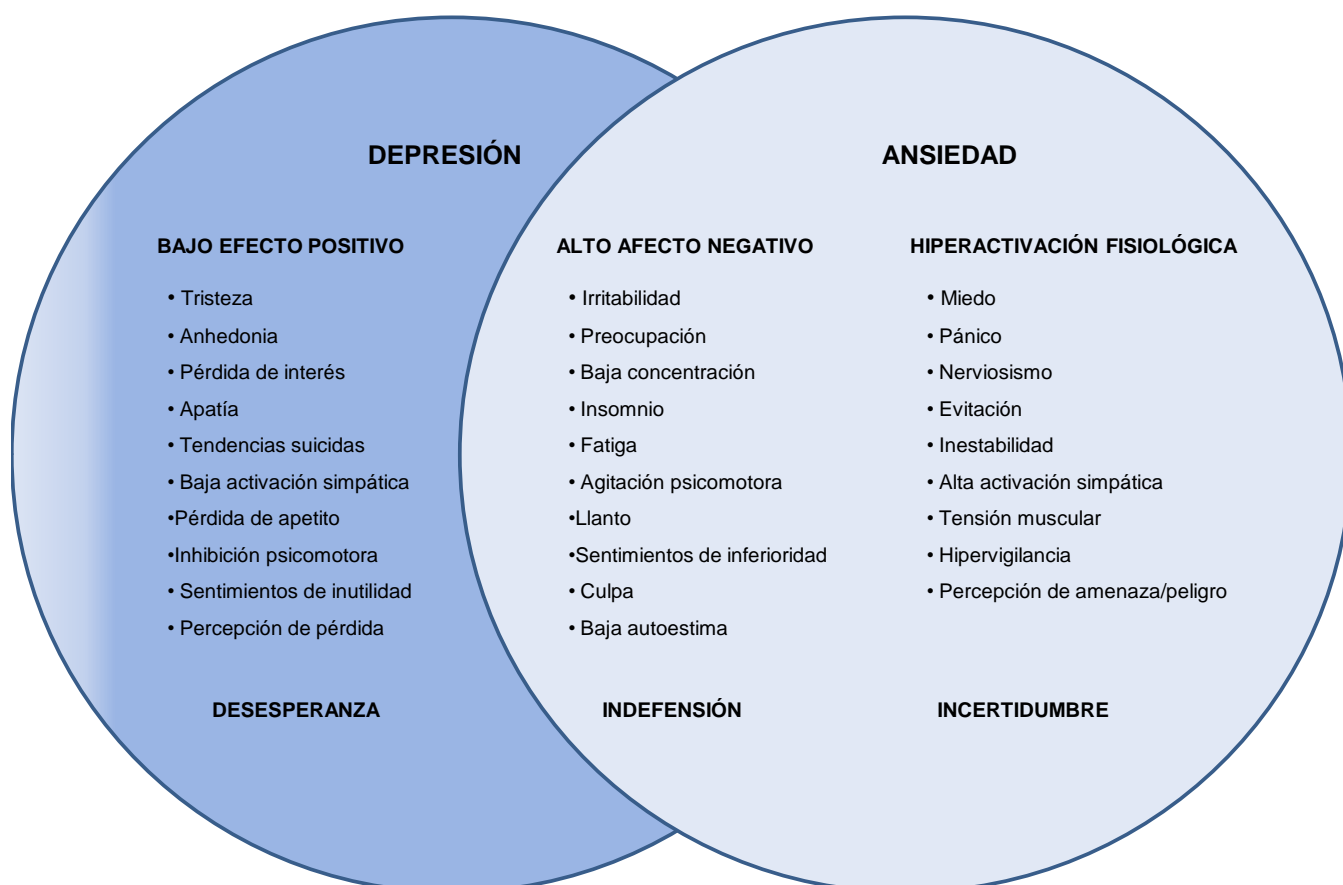 DEPRESIÓN
ANSIEDAD
BAJO EFECTO POSITIVO
• Tristeza
• Anhedonia
• Pérdida de interés
• Apatía
• Tendencias suicidas
• Baja activación simpática
•Pérdida de apetito
•Inhibición psicomotora
• Sentimientos de inutilidad
• Percepción de pérdida
DESESPERANZA
ALTO AFECTO NEGATIVO
• Irritabilidad
• Preocupación
• Baja concentración
• Insomnio
• Fatiga
• Agitación psicomotora
•Llanto
•Sentimientos de inferioridad
• Culpa
• Baja autoestima
INDEFENSIÓN
HIPERACTIVACIÓN FISIOLÓGICA
• Miedo
• Pánico
• Nerviosismo
• Evitación
• Inestabilidad
• Alta activación simpática
• Tensión muscular
• Hipervigilancia
• Percepción de amenaza/peligro
INCERTIDUMBRE